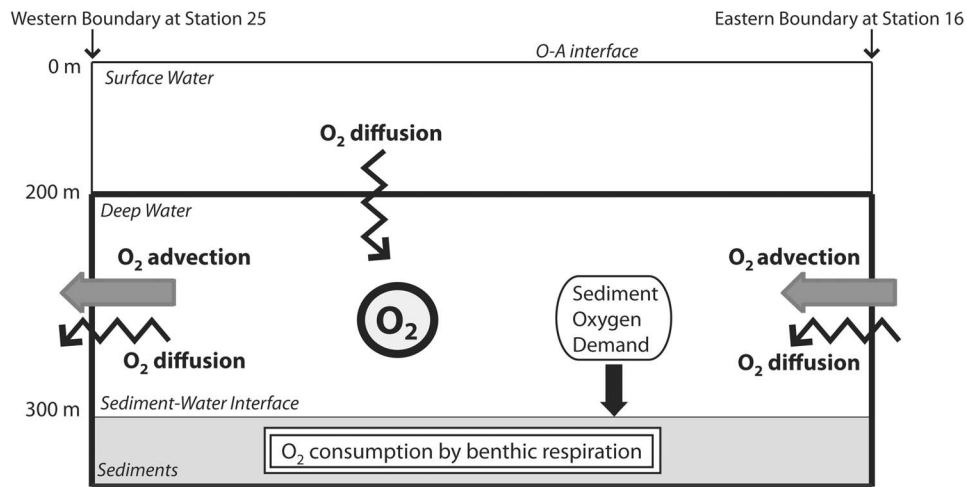 Western Boundary at Station 25
Eastern Boundary at Station 16
O-A interface
0 m
Surface Water
O₂ diffusion
200 m
Deep Water
O₂ advection
O₂ advection
Sediment
Oxygen
Demand
O₂
O₂ diffusion
O₂ diffusion
Sediment-Water Interface
300 m
O₂ consumption by benthic respiration
Sediments